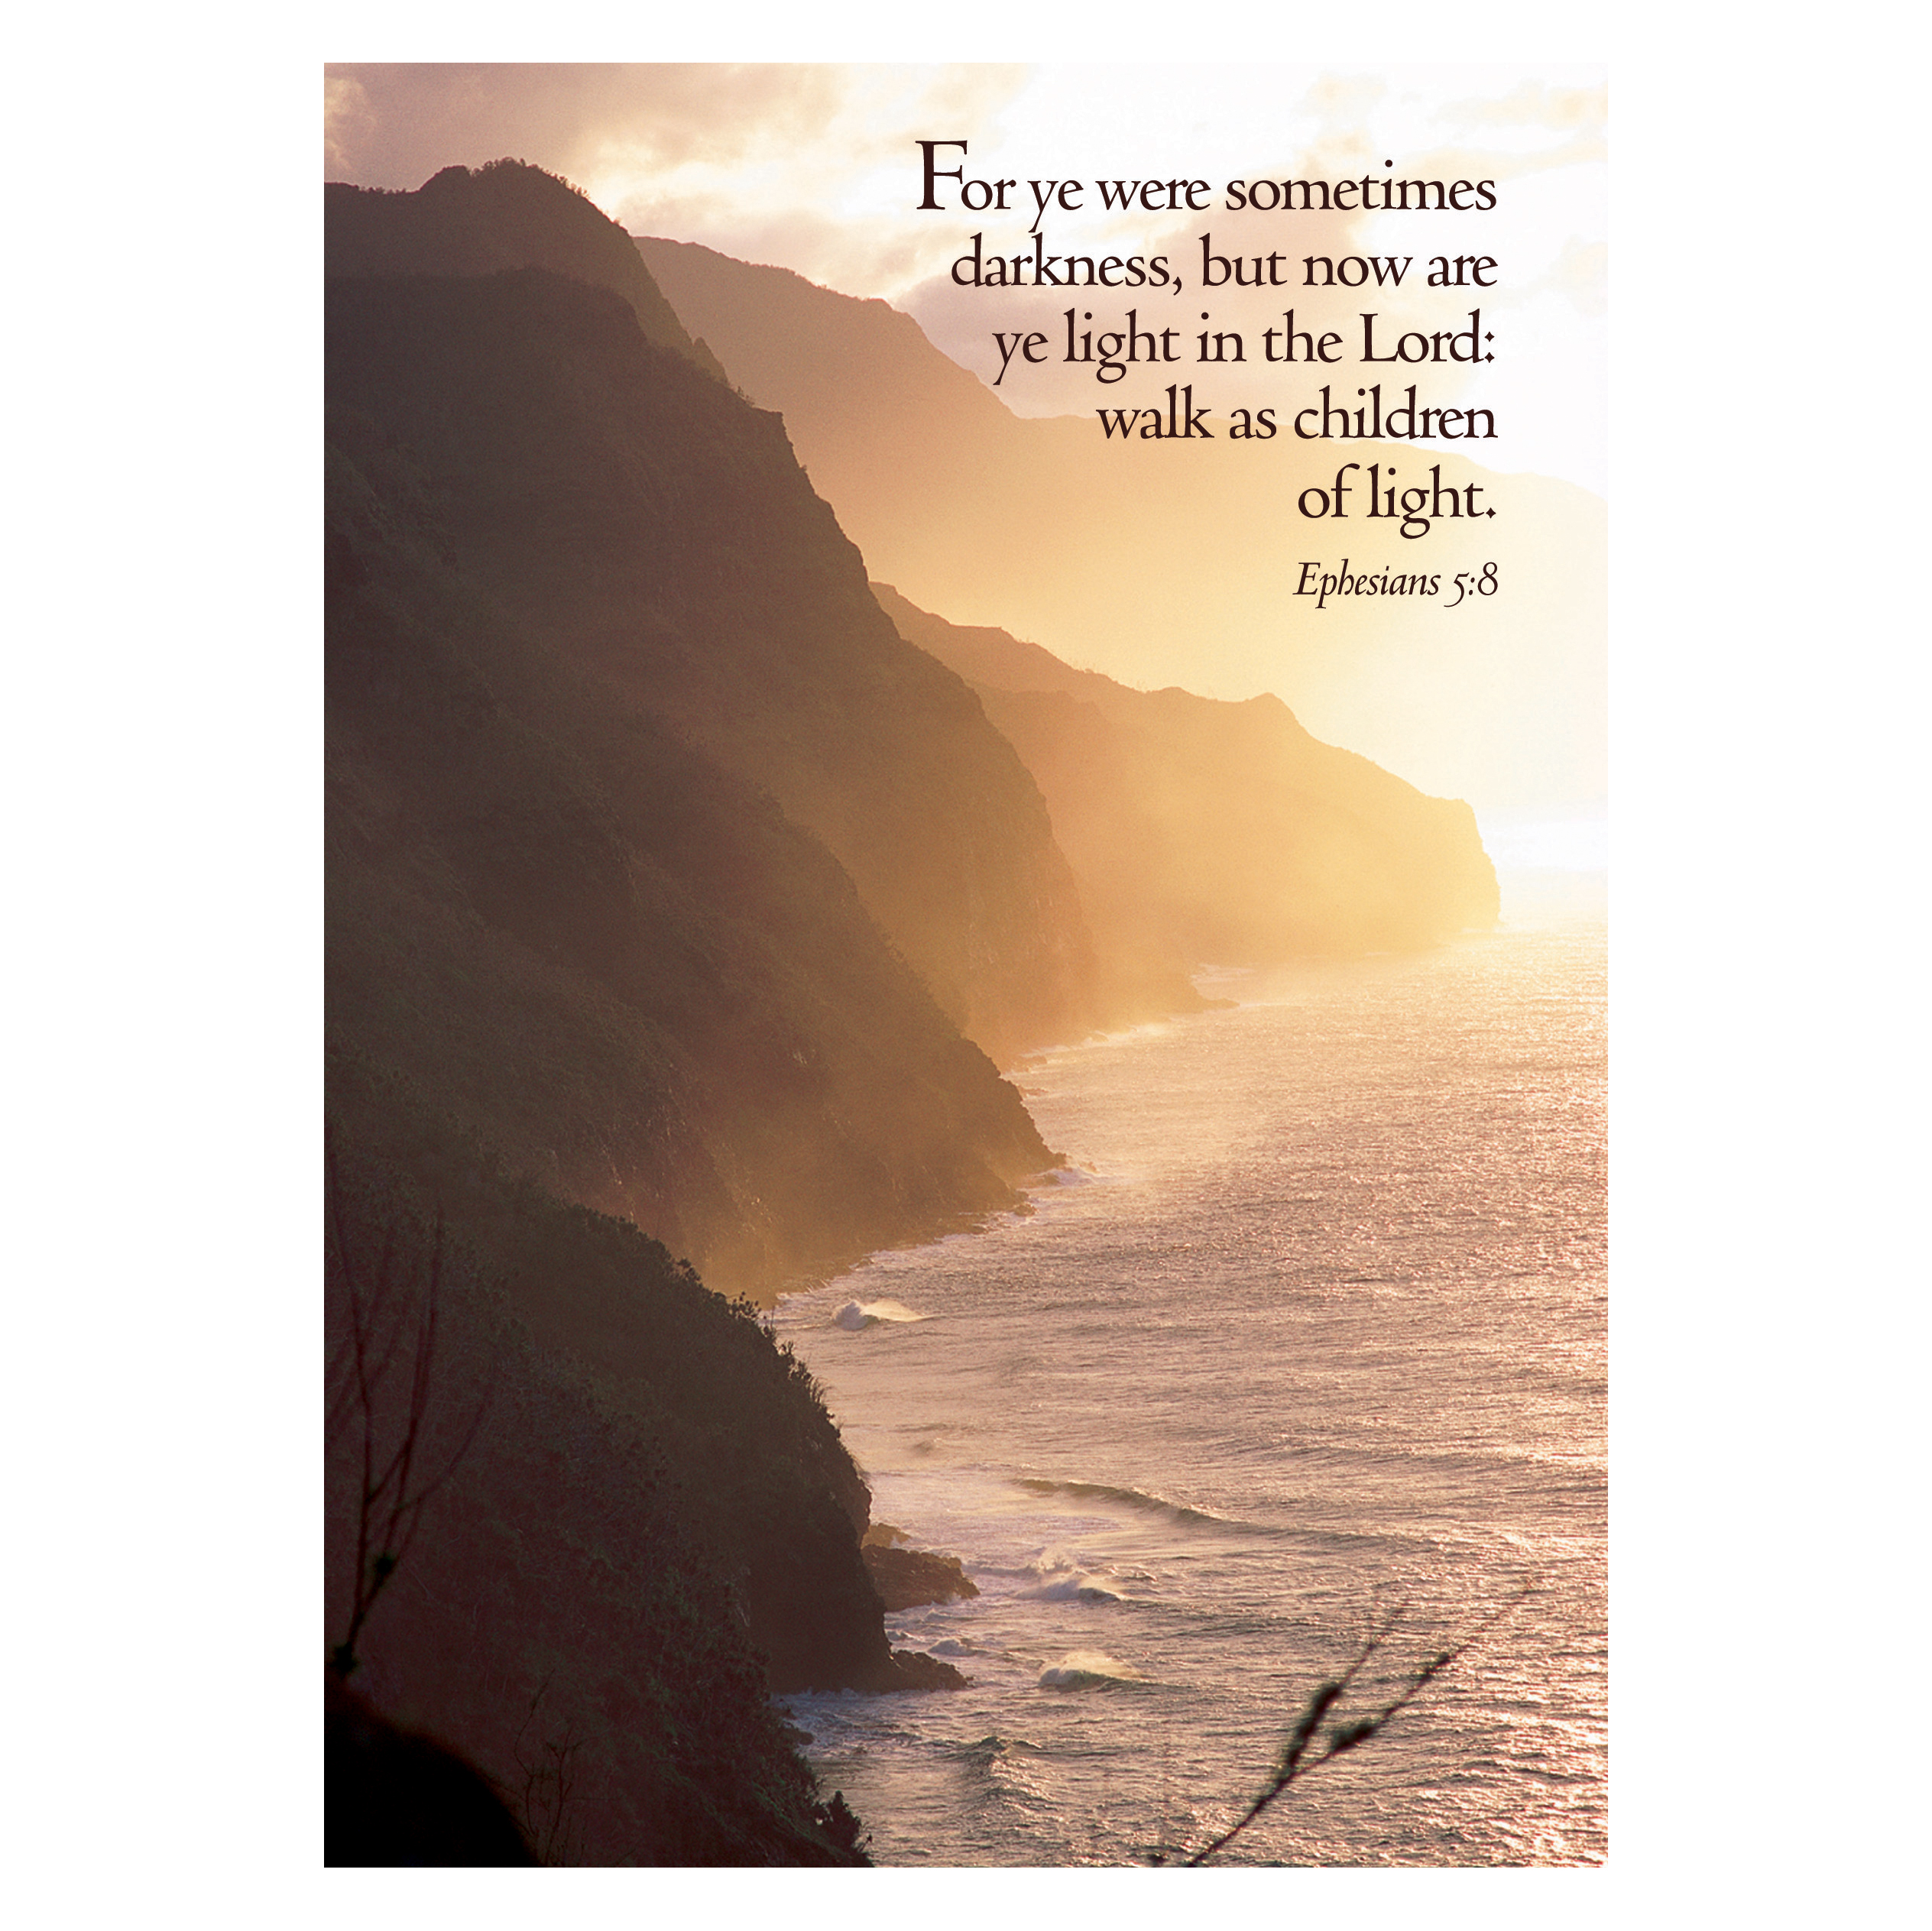 For ye were sometimes
darkness, but now are
ye light in the Lord:
walk as children
of light.
Ephesians 5:8